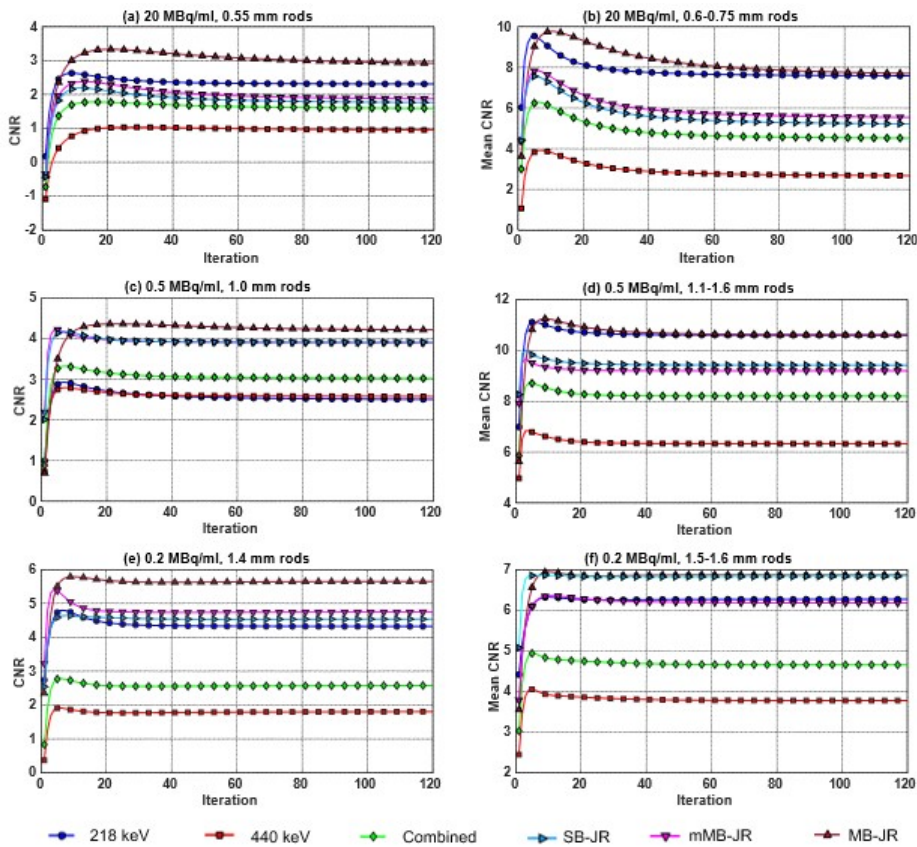 (a) 20 MBq/ml, 0.55 mm rods
4
3
2
1
0
-1
-2
CNR
0 20 40 60 80 100 120
Iteration
(b) 20 MBq/ml, 0.6-0.75 mm rods
10
8
6
4
2
0
Mean CNR
0 20 40 60 80 100 120
Iteration
(c) 0.5 MBq/ml, 1.0 mm rods
5
4
3
2
1
0
CNR
0 20 40 60 80 100 120
Iteration
(d) 0.5 MBq/ml, 1.1-1.6 mm rods
12
10
8
6
4
Mean CNR
0 20 40 60 80 100 120
Iteration
(e) 0.2 MBq/ml, 1.4 mm rods
6
5
4
3
2
1
0
CNR
0 20 40 60 80 100 120
Iteration
(f) 0.2 MBq/ml, 1.5-1.6 mm rods
7
6
5
4
3
2
Mean CNR
0 20 40 60 80 100 120
Iteration
218 keV 440 keV Combined SB-JR mMB-JR MB-JR